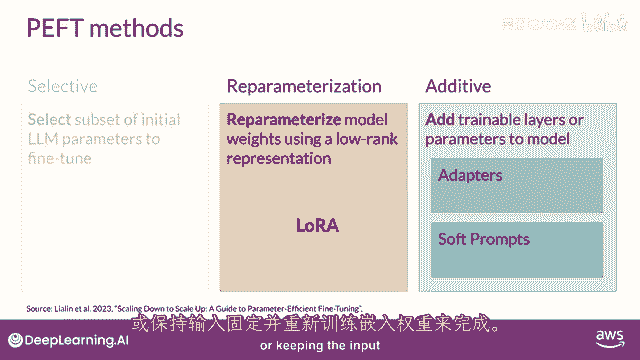 PEFT methods
Selective
Select subset of initial
LLM parameters to
fine-tune
Reparameterization
Reparameterize model
weights using a low-rank
representation
LoRA
Additive
Add trainable layers or
parameters to model
Adapters
Soft Prompts
Source: Lialin et al. 2023, "Scaling Down to Scale Up: A Guide to Parameter-Efficient Fine-Tuning",
或保持输入固定并重新训练嵌入权重来完成。
DeepLearning.AI
or keeping the input
aws